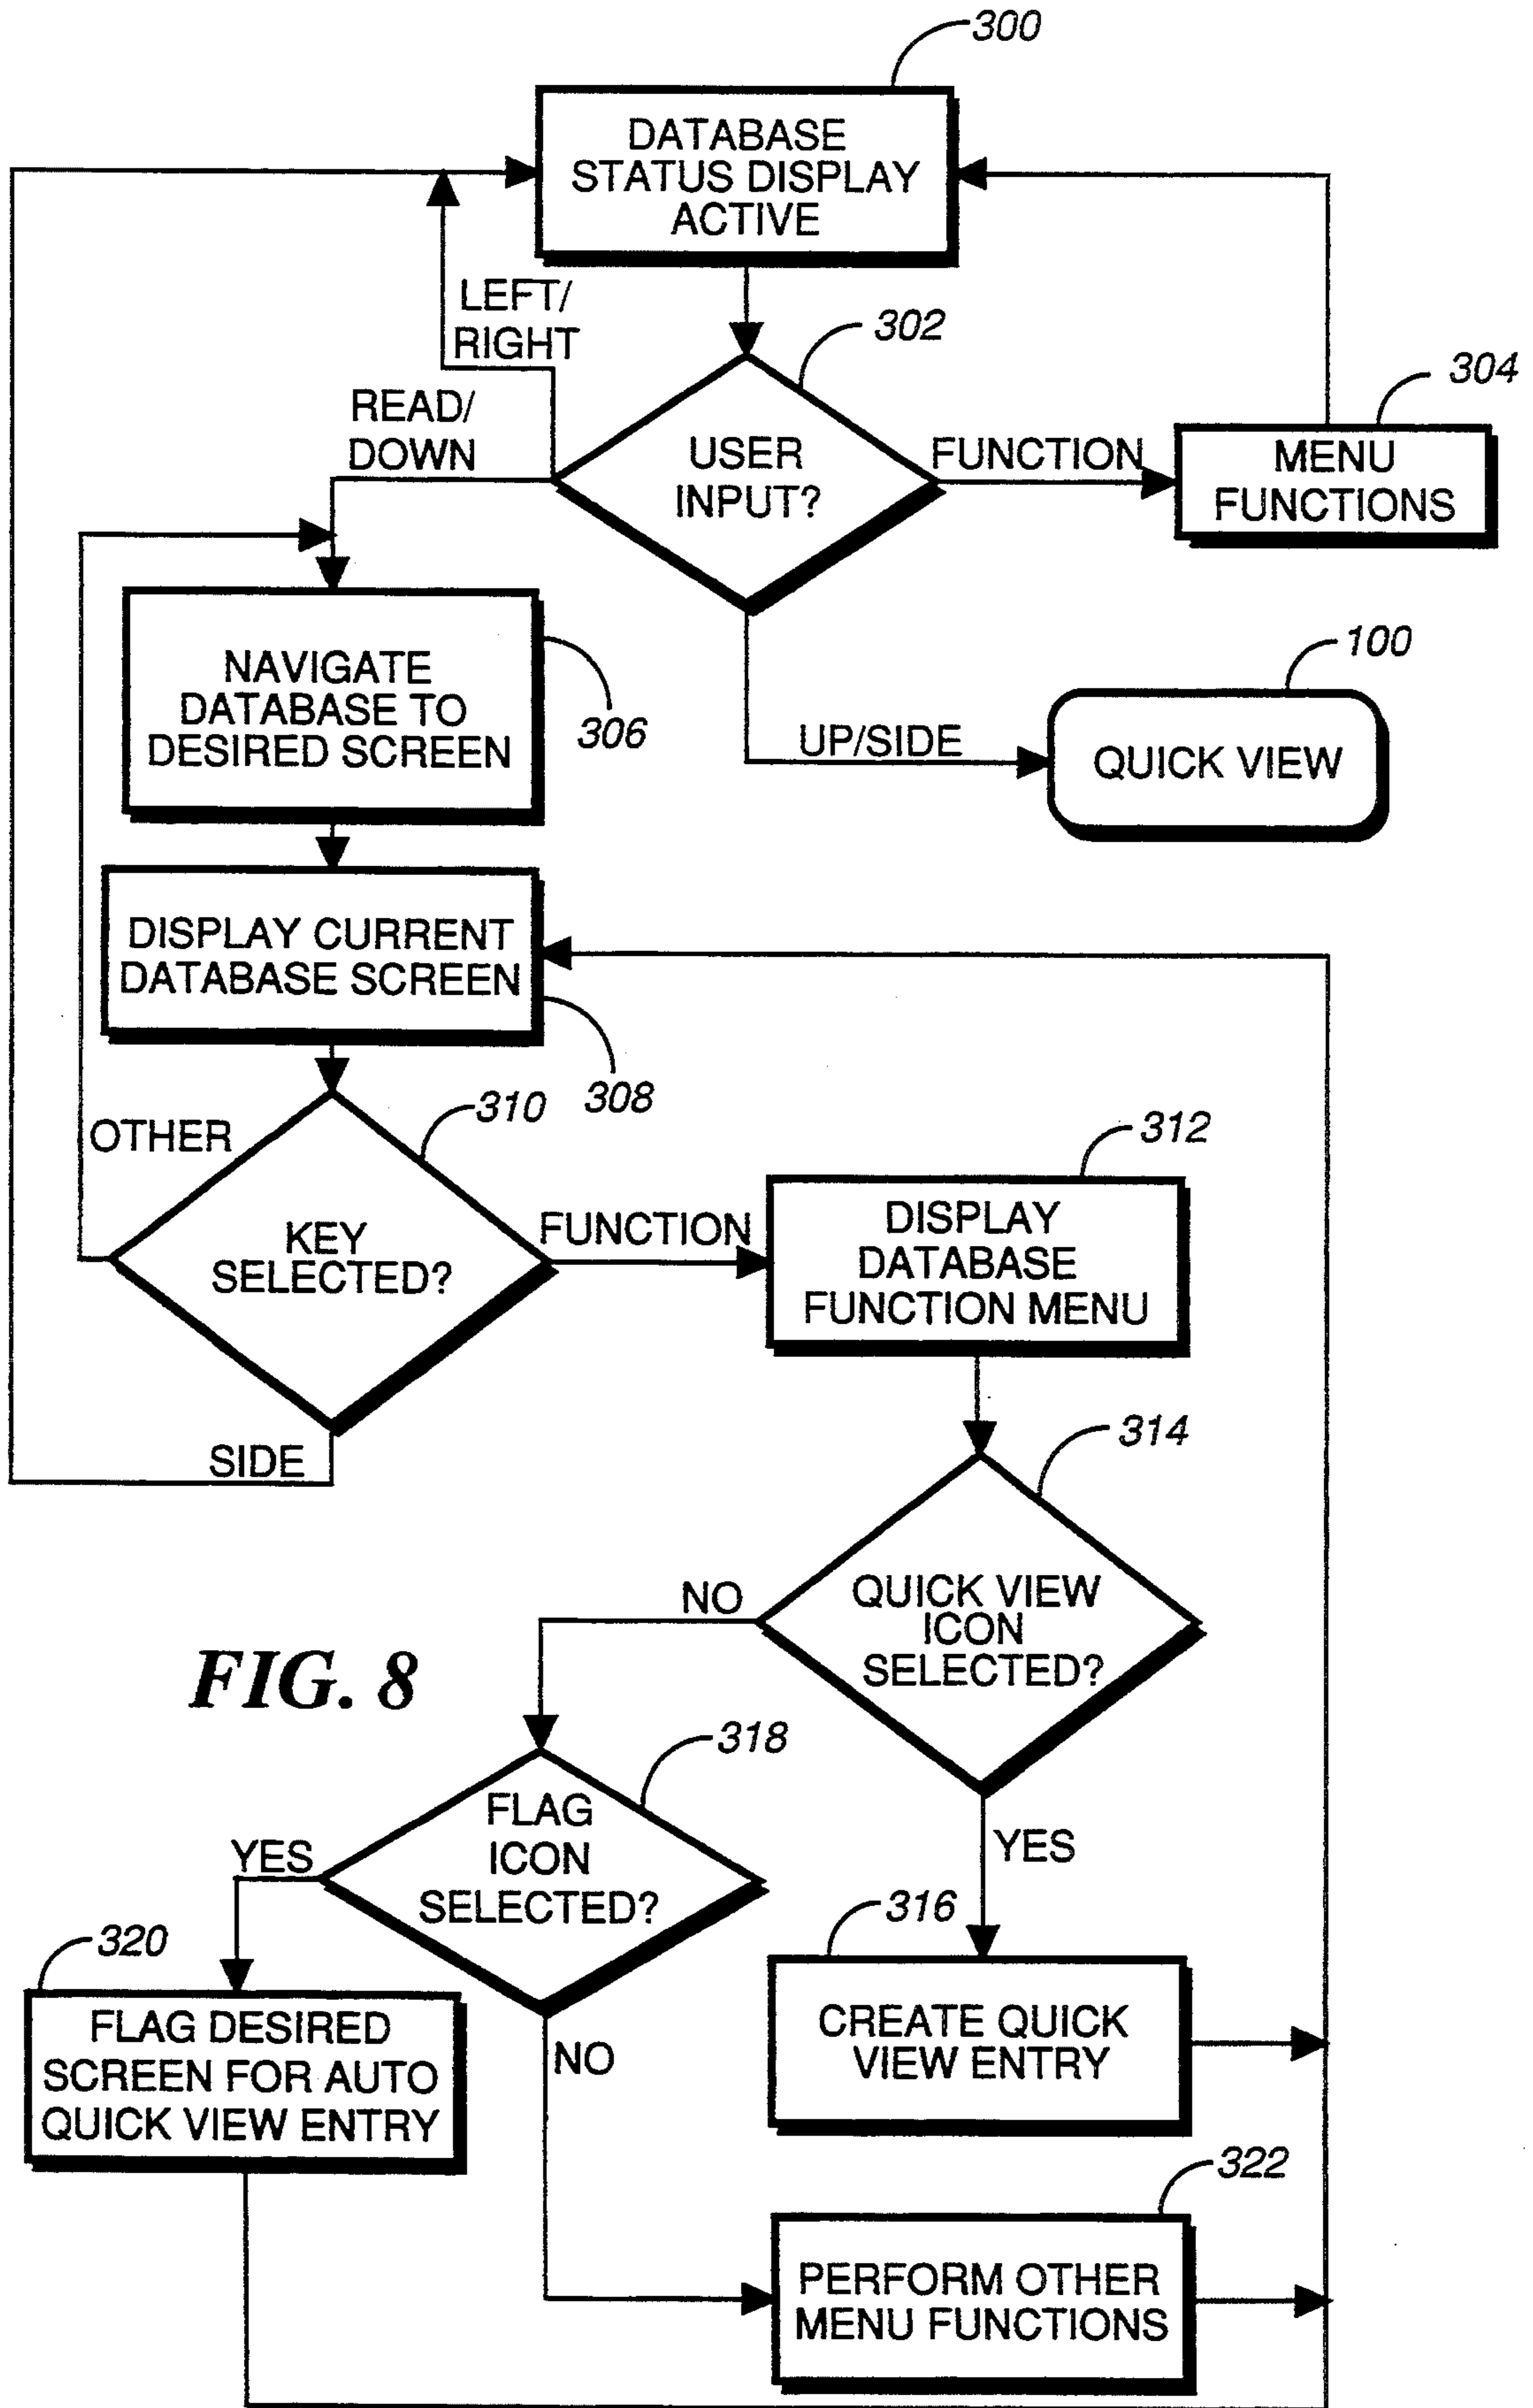 300
DATABASE
STATUS DISPLAY
ACTIVE
LEFT/
RIGHT
302
304
READ/
DOWN
USER
INPUT?
FUNCTION
MENU
FUNCTIONS
100
NAVIGATE
DATABASE TO
DESIRED SCREEN
306
UP/SIDE
QUICK VIEW
DISPLAY CURRENT
DATABASE SCREEN
308
310
OTHER
312
KEY
SELECTED?
FUNCTION
DISPLAY
DATABASE
FUNCTION MENU
SIDE
314
NO
QUICK VIEW
ICON
SELECTED?
FIG. 8
318
FLAG
ICON
SELECTED?
YES
YES
316
320
FLAG DESIRED
SCREEN FOR AUTO
QUICK VIEW ENTRY
NO
CREATE QUICK
VIEW ENTRY
322
PERFORM OTHER
MENU FUNCTIONS